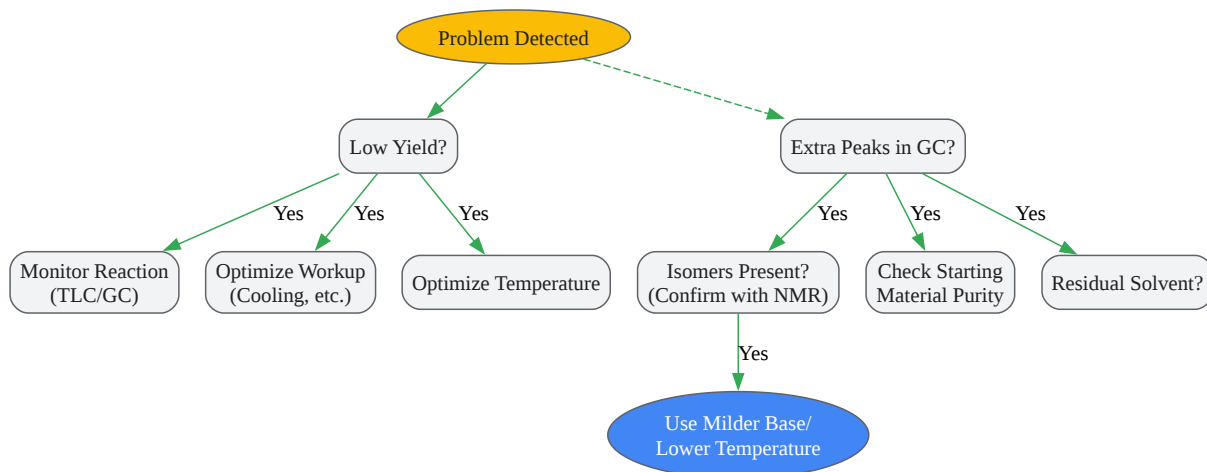 Problem Detected
Low Yield?
Extra Peaks in GC?
Yes
Yes
Yes
Yes
Yes
Yes
Monitor Reaction
(TLC/GC)
Optimize Workup
(Cooling, etc.)
Optimize Temperature
Isomers Present?
(Confirm with NMR)
Check Starting
Material Purity
Residual Solvent?
Yes
Use Milder Base/
Lower Temperature